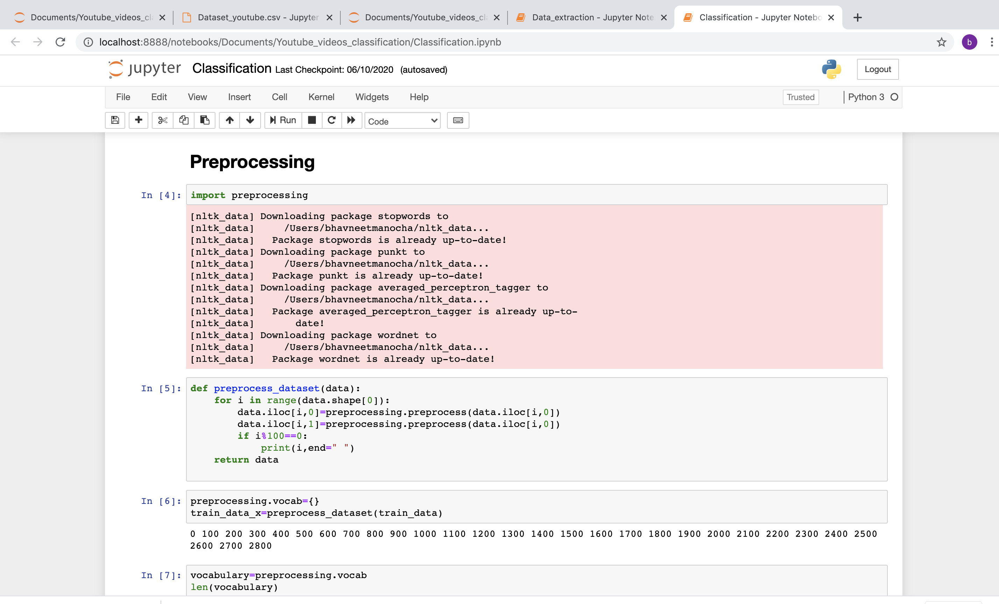 Documents/Youtube_videos_cl
Dataset_youtube.csv - Jupyter
Documents/Youtube_videos_cl
Data_extraction - Jupyter Note
Classification - Jupyter Notebo
localhost:8888/notebooks/Documents/Youtube_videos_classification/Classification.ipynb
b
jupyter Classification Last Checkpoint: 06/10/2020 (autosaved)
Logout
File Edit View Insert Cell Kernel Widgets Help
Trusted
Python 3
Run
Code
Preprocessing
In [4]: import preprocessing
[nltk_data] Downloading package stopwords to
[nltk_data]     /Users/bhavneetmanocha/nltk_data...
[nltk_data]   Package stopwords is already up-to-date!
[nltk_data] Downloading package punkt to
[nltk_data]     /Users/bhavneetmanocha/nltk_data...
[nltk_data]   Package punkt is already up-to-date!
[nltk_data] Downloading package averaged_perceptron_tagger to
[nltk_data]     /Users/bhavneetmanocha/nltk_data...
[nltk_data]   Package averaged_perceptron_tagger is already up-to-
[nltk_data]       date!
[nltk_data] Downloading package wordnet to
[nltk_data]     /Users/bhavneetmanocha/nltk_data...
[nltk_data]   Package wordnet is already up-to-date!
In [5]: def preprocess_dataset(data):
    for i in range(data.shape[0]):
        data.iloc[i,0]=preprocessing.preprocess(data.iloc[i,0])
        data.iloc[i,1]=preprocessing.preprocess(data.iloc[i,0])
        if i%100==0:
            print(i,end=" ")
    return data
In [6]: preprocessing.vocab={}
train_data_x=preprocess_dataset(train_data)
0 100 200 300 400 500 600 700 800 900 1000 1100 1200 1300 1400 1500 1600 1700 1800 1900 2000 2100 2200 2300 2400 2500
2600 2700 2800
In [7]: vocabulary=preprocessing.vocab
len(vocabulary)